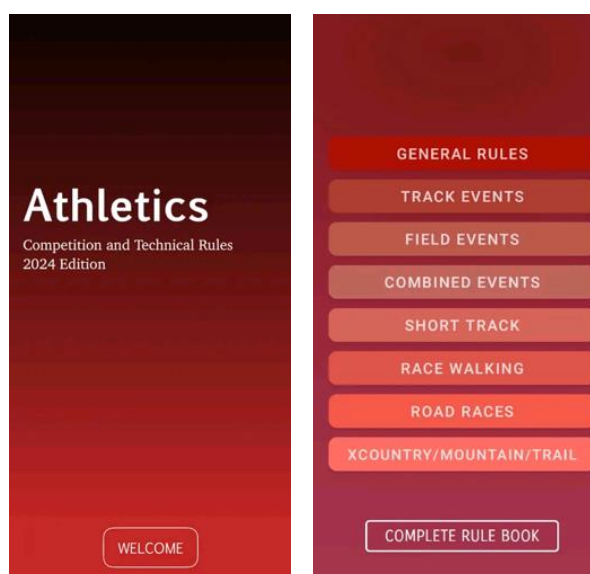 Athletics
Competition and Technical Rules
2024 Edition
WELCOME
GENERAL RULES
TRACK EVENTS
FIELD EVENTS
COMBINED EVENTS
SHORT TRACK
RACE WALKING
ROAD RACES
XCOUNTRY/MOUNTAIN/TRAIL
COMPLETE RULE BOOK